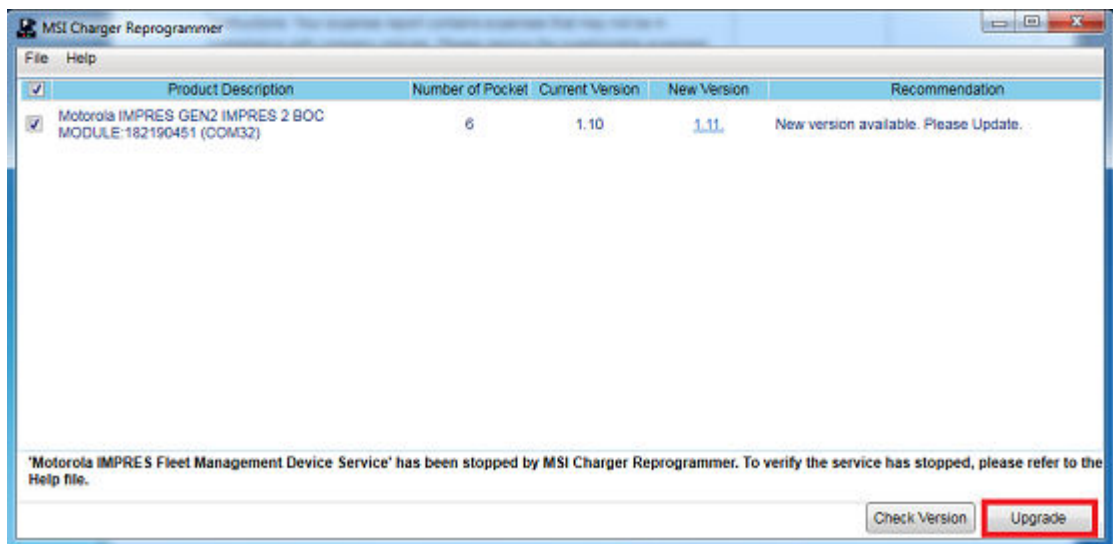 MSI Charger Reprogrammer
File Help
Product Description Number of Pocket Current Version New Version Recommendation
Motorola IMPRES GEN2 IMPRES 2 BOC
MODULE:182190451 (COM32) 6 1.10 1.11. New version available. Please Update.
'Motorola IMPRES Fleet Management Device Service' has been stopped by MSI Charger Reprogrammer. To verify the service has stopped, please refer to the
Help file.
Check Version Upgrade